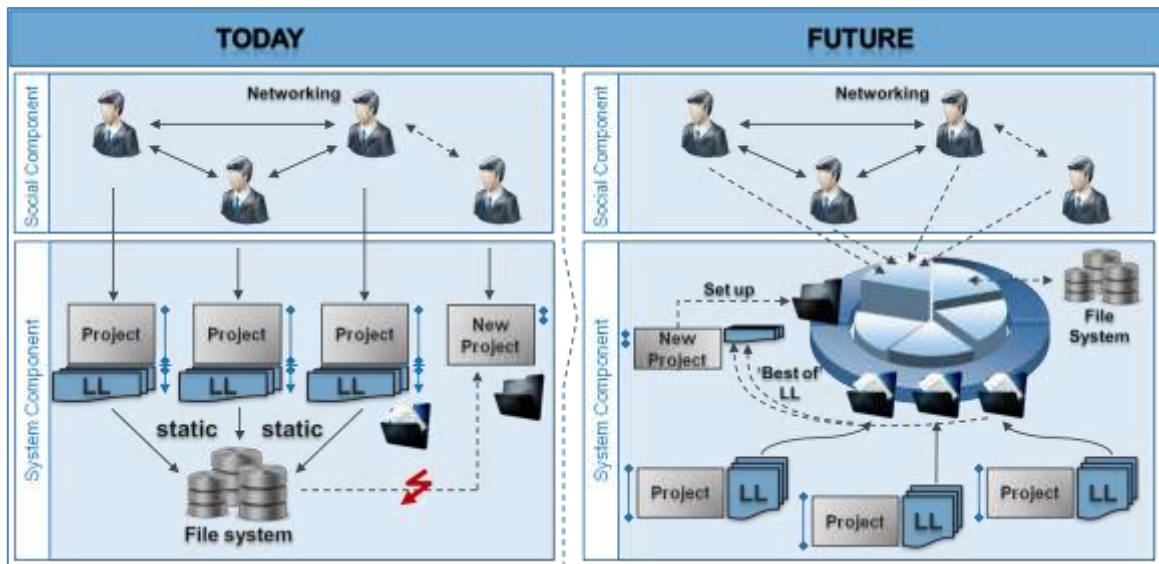 TODAY
FUTURE
Social Component
Networking
Social Component
Networking
System Component
Project
Project
Project
New
Project
LL
LL
LL
static
static
File system
System Component
Set up
File
System
New
Project
'Best of'
LL
Project
LL
Project
LL
Project
LL